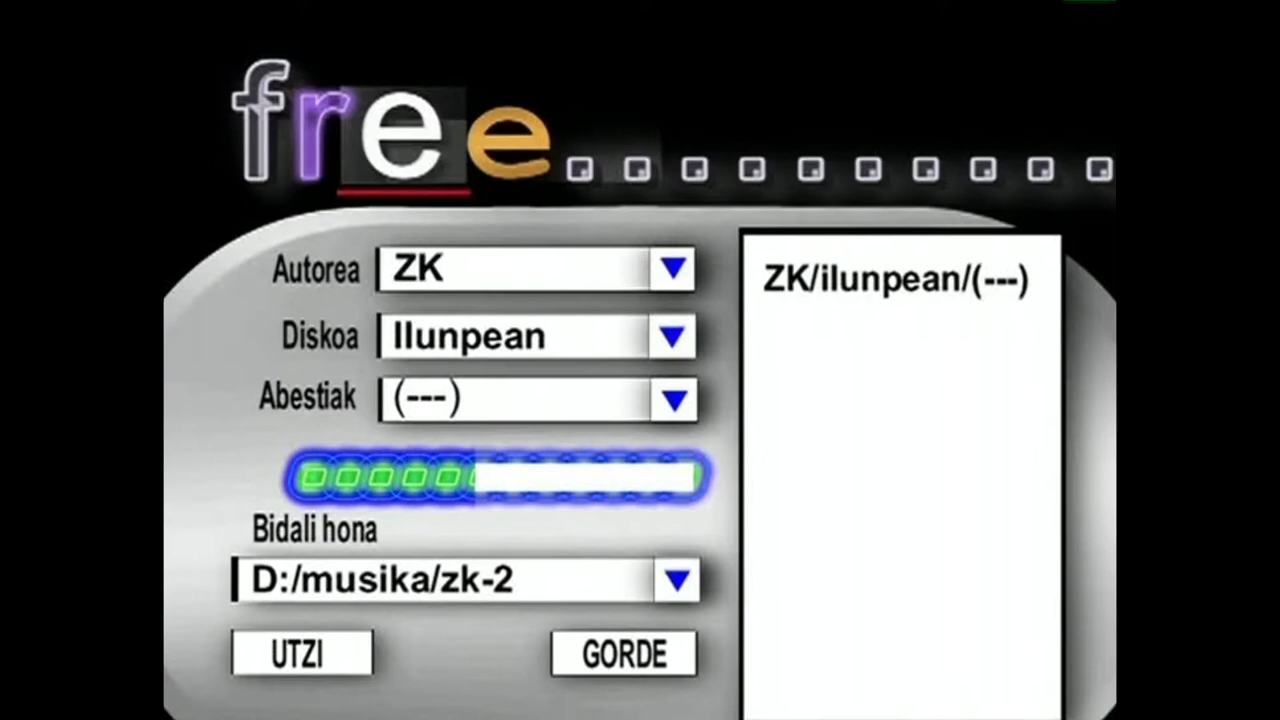 free
Autorea ZK
Diskoa Ilunpean
Abestiak (---)
Bidali hona
D:/musika/zk-2
UTZI GORDE
ZK/ilunpean/(---)